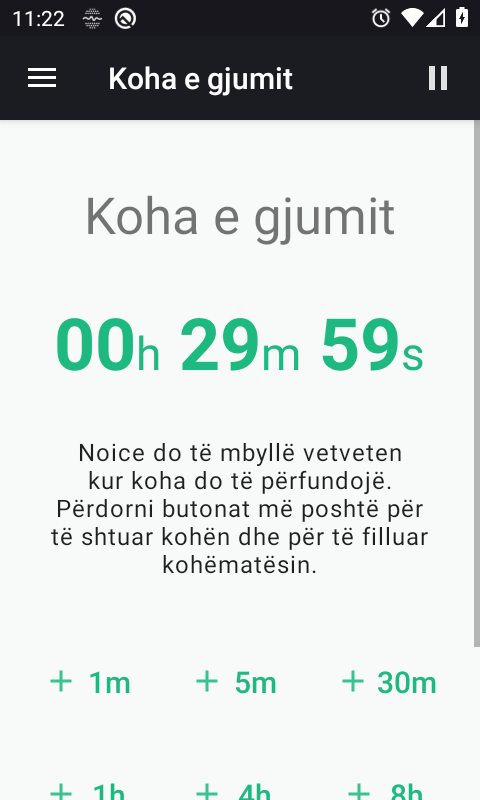 11:22
Koha e gjumit
Koha e gjumit
00h 29m 59s
Noice do të mbyllë vetveten
kur koha do të përfundojë.
Përdorni butonat më poshtë për
të shtuar kohën dhe për të filluar
kohëmatësin.
+ 1m + 5m + 30m
+ 1h + 4h + 8h